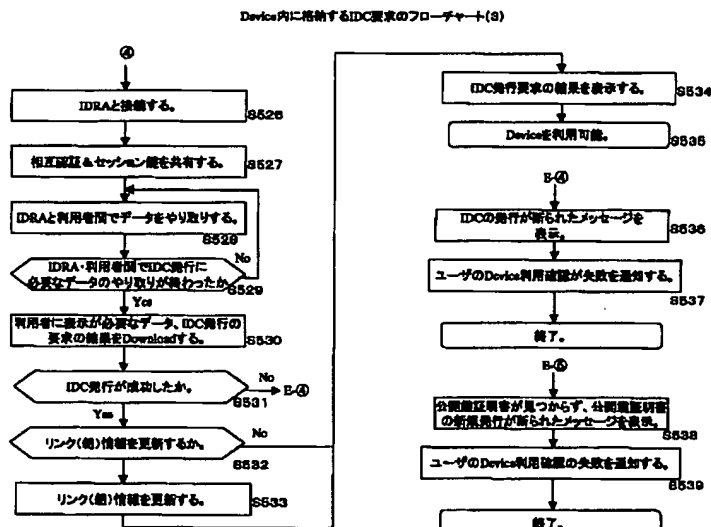 Device内に格納するIDC要求のフローチャート(3)
④
IDRAと接続する。
S526
相互認証&セッション鍵を共有する。
S527
IDRAと利用者間でデータをやり取りする。
S528
IDRA・利用者間でIDC発行に
必要なデータのやり取りが終わったか。
No
S529
Yes
利用者に表示が必要なデータ、IDC発行の
要求の結果をDownloadする。
S530
IDC発行が成功したか。
No
E-④
S531
Yes
リンク(組)情報を更新するか。
No
S532
リンク(組)情報を更新する。
S533
IDC発行要求の結果を表示する。
S534
Deviceを利用可能。
S535
E-④
IDCの発行が断られたメッセージを
表示。
S536
ユーザのDevice利用確認が失敗を通知する。
S537
終了。
E-⑤
公開鍵証明書が見つからず、公開鍵証明書
の新規発行が断られたメッセージを表示。
S538
ユーザのDevice利用確認の失敗を通知する。
S539
終了。